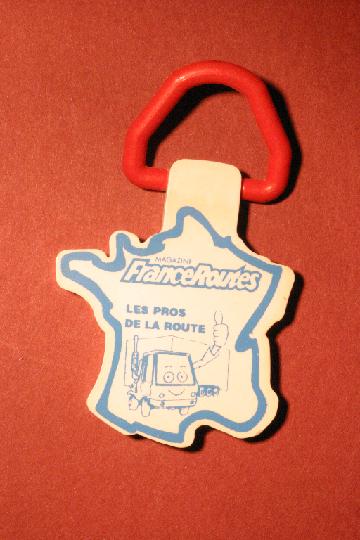 MAGAZINE
FranceRoutes
LES PROS
DE LA ROUTE